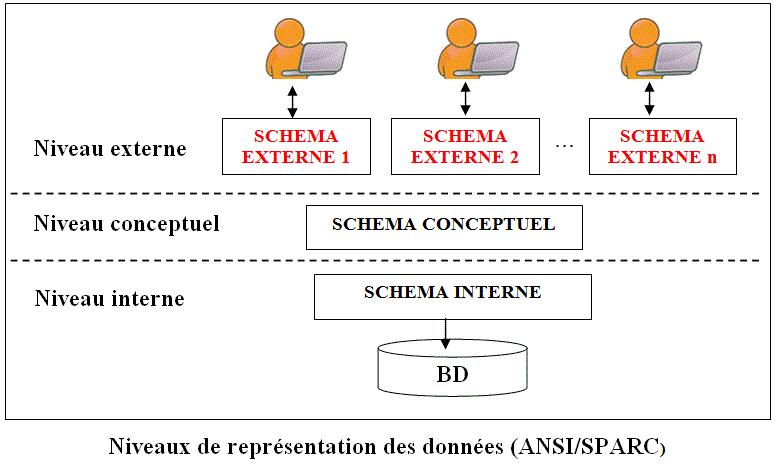 SCHEMA
EXTERNE 1
SCHEMA
EXTERNE 2
...
SCHEMA
EXTERNE n
Niveau externe
Niveau conceptuel
SCHEMA CONCEPTUEL
Niveau interne
SCHEMA INTERNE
BD
Niveaux de représentation des données (ANSI/SPARC)